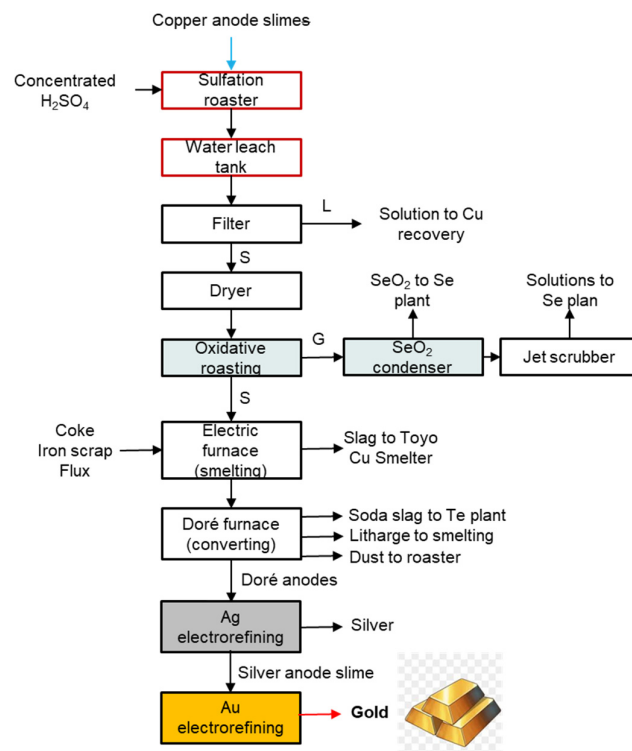 Copper anode slimes
Concentrated
H₂SO₄
Sulfation
roaster
Water leach
tank
Filter
L
Solution to Cu
recovery
S
Dryer
SeO₂ to Se
plant
Solutions to
Se plan
Oxidative
roasting
G
SeO₂
condenser
Jet scrubber
S
Coke
Iron scrap
Flux
Electric
furnace
(smelting)
Slag to Toyo
Cu Smelter
Doré furnace
(converting)
Soda slag to Te plant
Litharge to smelting
Dust to roaster
Doré anodes
Ag
electrorefining
Silver
Silver anode slime
Au
electrorefining
Gold